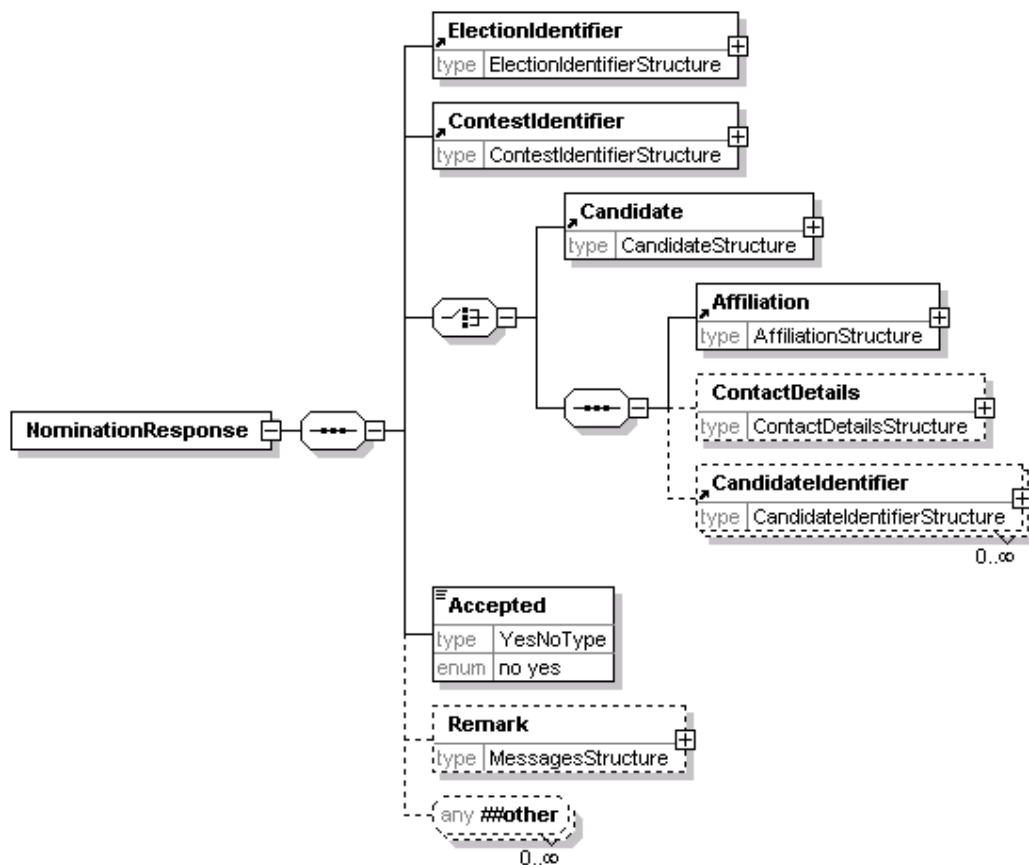 ElectionIdentifier
type ElectionIdentifierStructure
ContestIdentifier
type ContestIdentifierStructure
Candidate
type CandidateStructure
Affiliation
type AffiliationStructure
ContactDetails
type ContactDetailsStructure
NominationResponse
CandidateIdentifier
type CandidateIdentifierStructure
0..∞
Accepted
type YesNoType
enum no yes
Remark
type MessagesStructure
any ##other
0..∞